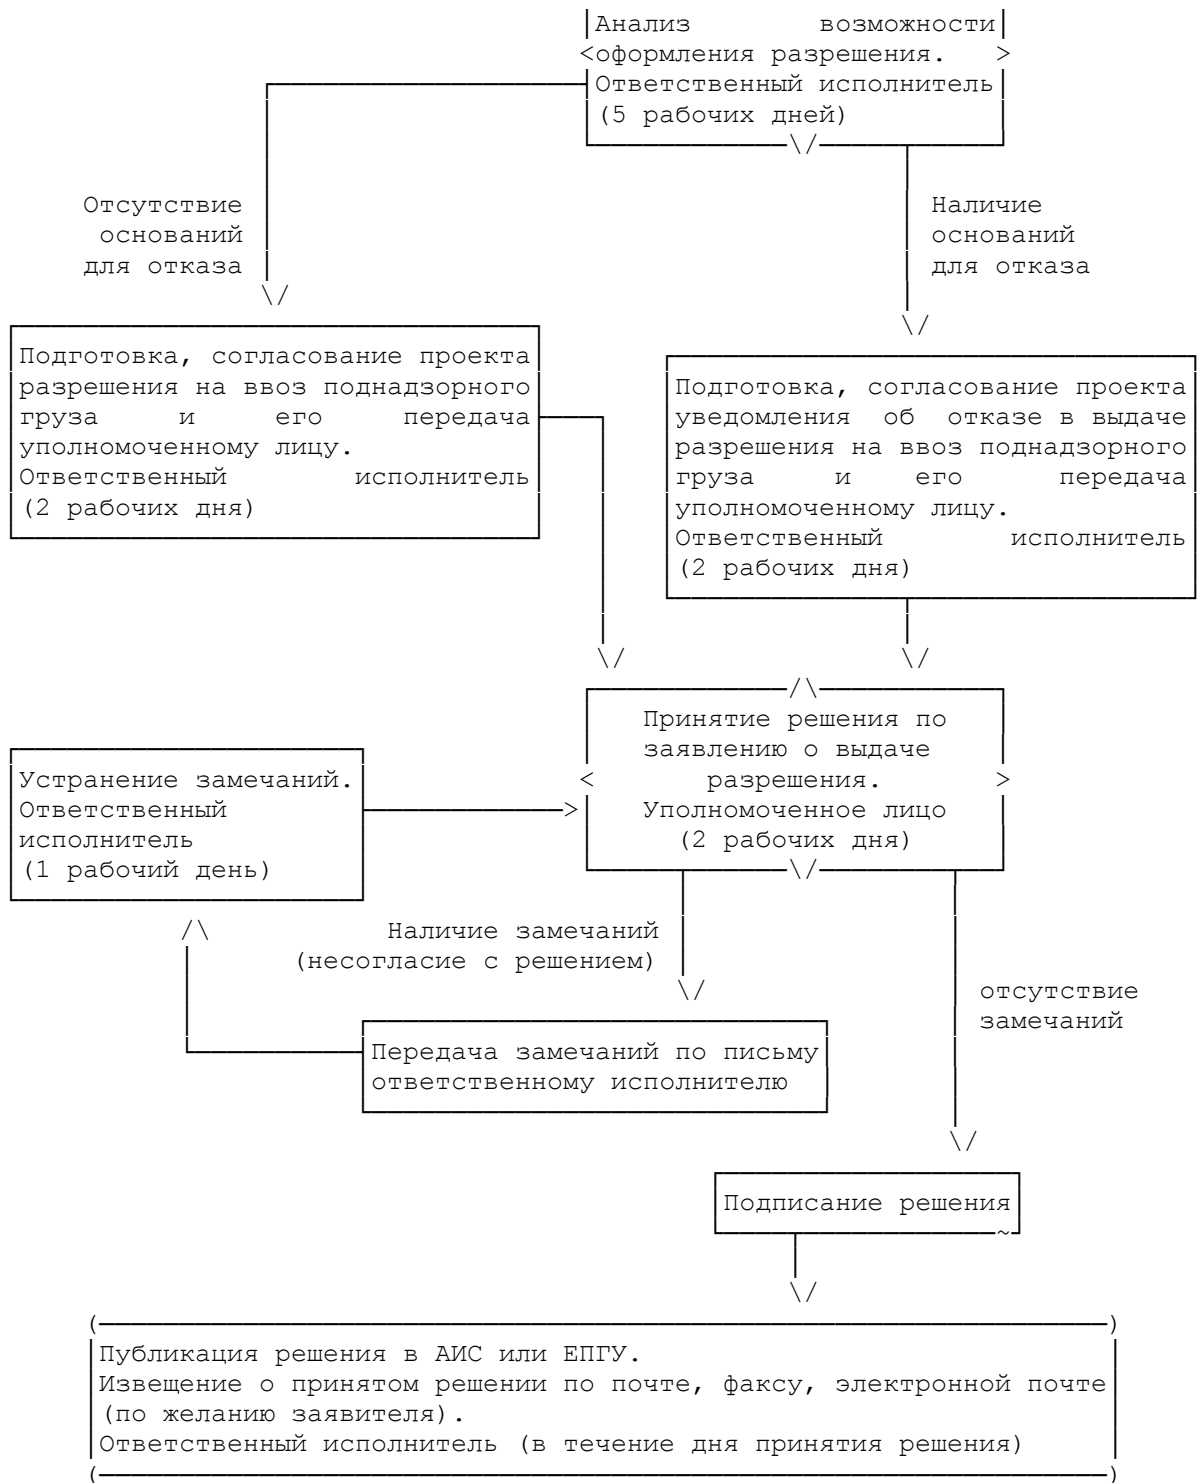 Анализ возможности
оформления разрешения.
Ответственный исполнитель
(5 рабочих дней)
Отсутствие
оснований
для отказа
Наличие
оснований
для отказа
Подготовка, согласование проекта
разрешения на ввоз поднадзорного
груза и его передача
уполномоченному лицу.
Ответственный исполнитель
(2 рабочих дня)
Подготовка, согласование проекта
уведомления об отказе в выдаче
разрешения на ввоз поднадзорного
груза и его передача
уполномоченному лицу.
Ответственный исполнитель
(2 рабочих дня)
Принятие решения по
заявлению о выдаче
разрешения.
Уполномоченное лицо
(2 рабочих дня)
Устранение замечаний.
Ответственный
исполнитель
(1 рабочий день)
Наличие замечаний
(несогласие с решением)
отсутствие
замечаний
Передача замечаний по письму
ответственному исполнителю
Подписание решения
Публикация решения в АИС или ЕПГУ.
Извещение о принятом решении по почте, факсу, электронной почте
(по желанию заявителя).
Ответственный исполнитель (в течение дня принятия решения)